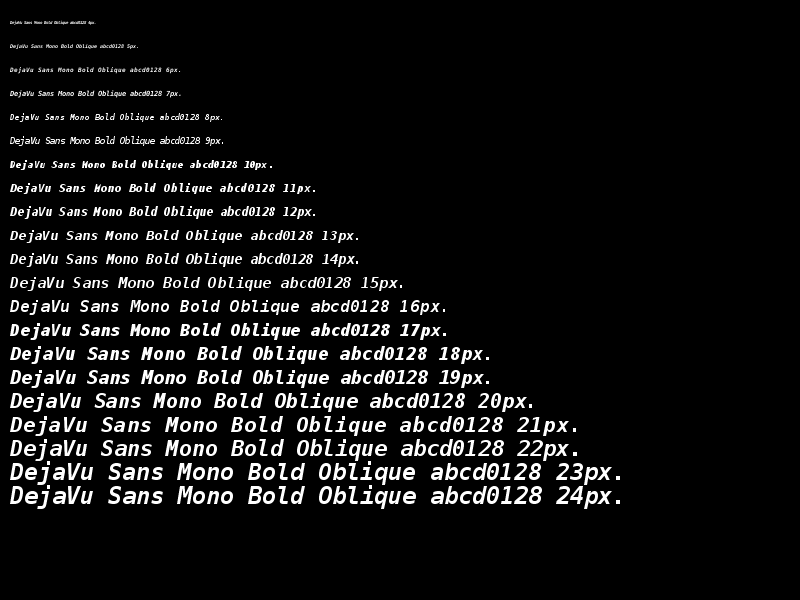 DejaVu Sans Mono Bold Oblique abcd0128 4px.
DejaVu Sans Mono Bold Oblique abcd0128 5px.
DejaVu Sans Mono Bold Oblique abcd0128 6px.
DejaVu Sans Mono Bold Oblique abcd0128 7px.
DejaVu Sans Mono Bold Oblique abcd0128 8px.
DejaVu Sans Mono Bold Oblique abcd0128 9px.
DejaVu Sans Mono Bold Oblique abcd0128 10px.
DejaVu Sans Mono Bold Oblique abcd0128 11px.
DejaVu Sans Mono Bold Oblique abcd0128 12px.
DejaVu Sans Mono Bold Oblique abcd0128 13px.
DejaVu Sans Mono Bold Oblique abcd0128 14px.
DejaVu Sans Mono Bold Oblique abcd0128 15px.
DejaVu Sans Mono Bold Oblique abcd0128 16px.
DejaVu Sans Mono Bold Oblique abcd0128 17px.
DejaVu Sans Mono Bold Oblique abcd0128 18px.
DejaVu Sans Mono Bold Oblique abcd0128 19px.
DejaVu Sans Mono Bold Oblique abcd0128 20px.
DejaVu Sans Mono Bold Oblique abcd0128 21px.
DejaVu Sans Mono Bold Oblique abcd0128 22px.
DejaVu Sans Mono Bold Oblique abcd0128 23px.
DejaVu Sans Mono Bold Oblique abcd0128 24px.